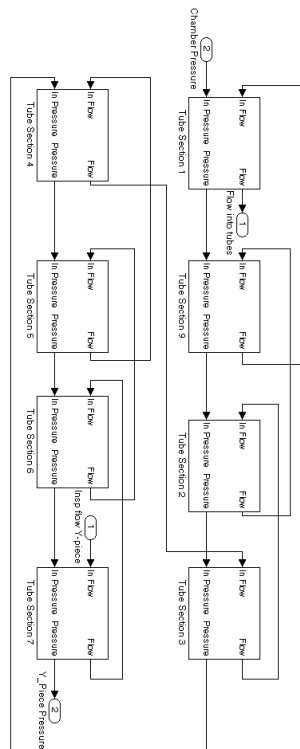 2
Chamber Pressure
In Flow
In Pressure
Flow
Pressure
Tube Section 1
1
Flow into tubes
In Flow
In Pressure
Flow
Pressure
Tube Section 9
In Flow
In Pressure
Flow
Pressure
Tube Section 2
In Flow
In Pressure
Flow
Pressure
Tube Section 3
In Flow
In Pressure
Flow
Pressure
Tube Section 4
In Flow
In Pressure
Flow
Pressure
Tube Section 5
In Flow
In Pressure
Flow
Pressure
Tube Section 6
1
Insp flow Y-piece
In Flow
In Pressure
Flow
Pressure
Tube Section 7
2
Y_Piece Pressure